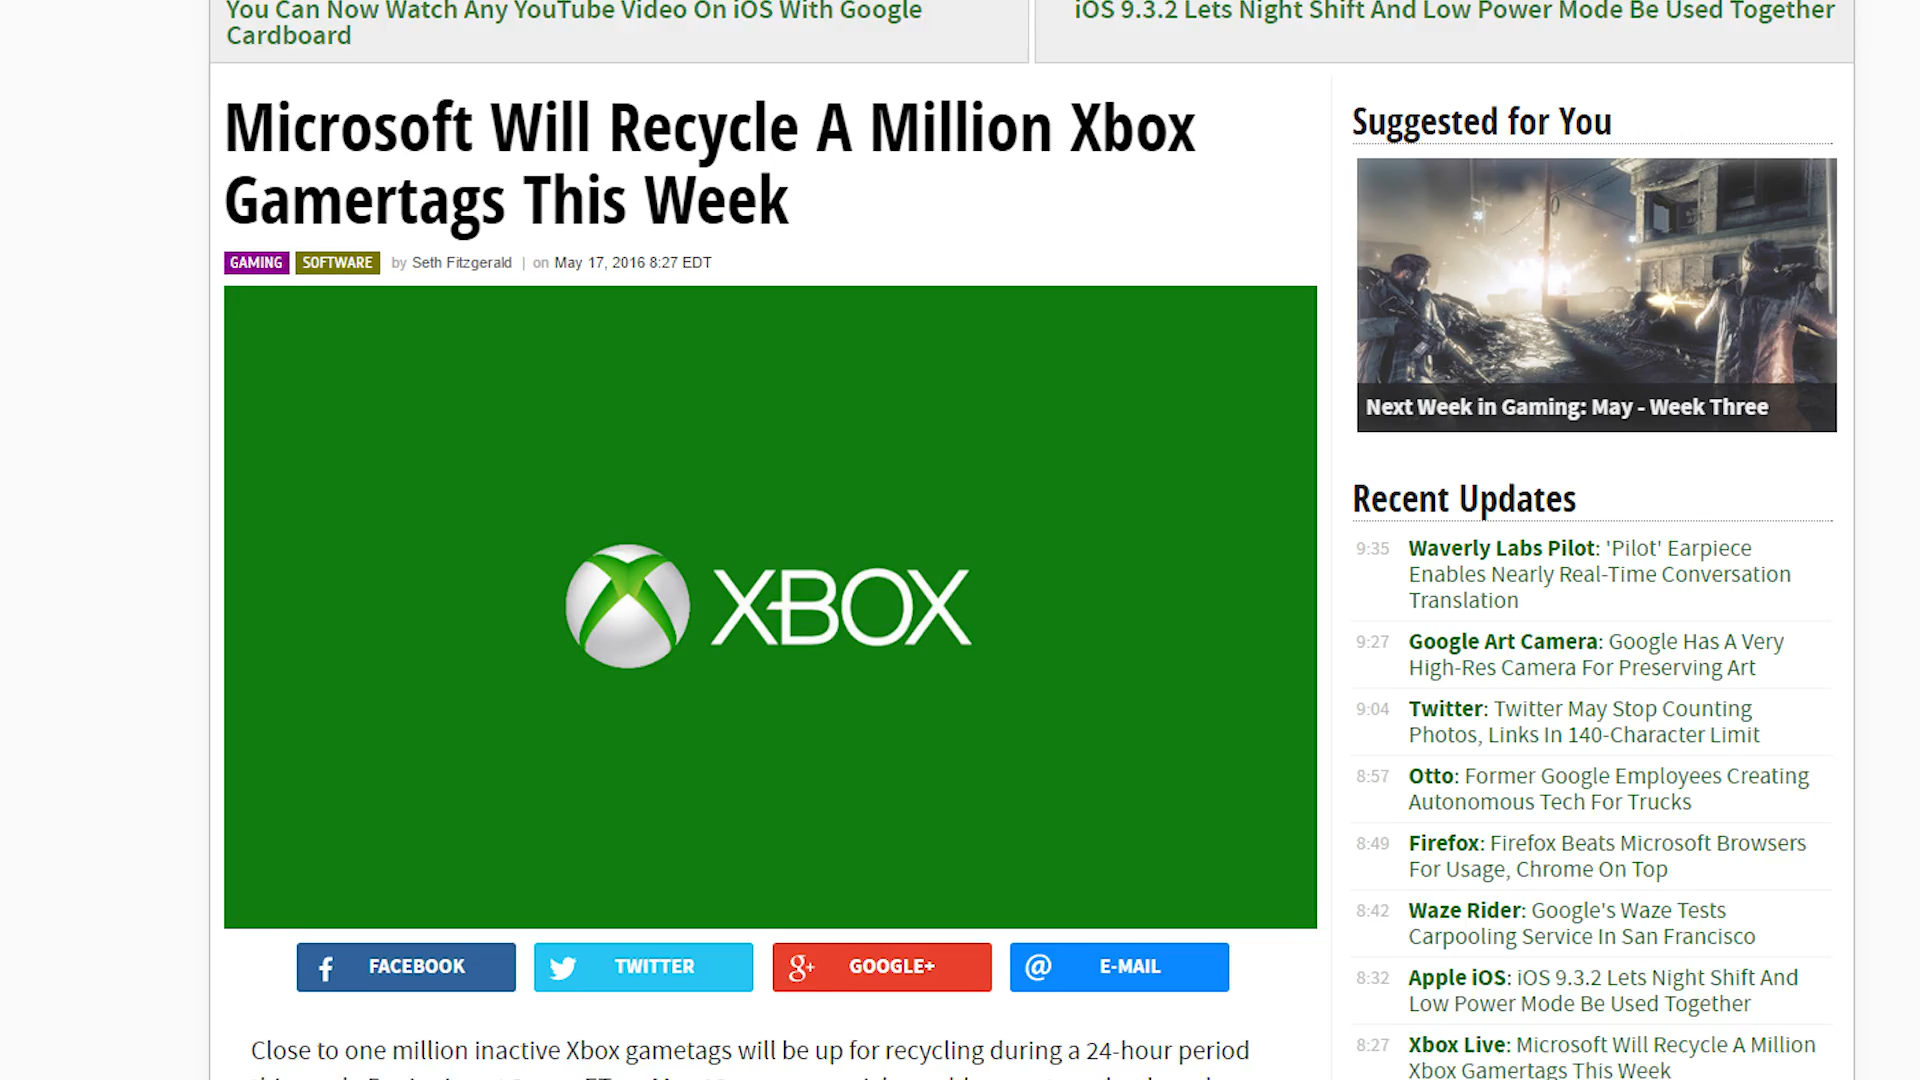 You Can Now Watch Any YouTube Video On iOS With Google
Cardboard
iOS 9.3.2 Lets Night Shift And Low Power Mode Be Used Together
Microsoft Will Recycle A Million Xbox
Gamertags This Week
GAMING SOFTWARE by Seth Fitzgerald | on May 17, 2016 8:27 EDT
XBOX
FACEBOOK
TWITTER
GOOGLE+
E-MAIL
Close to one million inactive Xbox gametags will be up for recycling during a 24-hour period
Suggested for You
Next Week in Gaming: May - Week Three
Recent Updates
9:35 Waverly Labs Pilot: 'Pilot' Earpiece
Enables Nearly Real-Time Conversation
Translation
9:27 Google Art Camera: Google Has A Very
High-Res Camera For Preserving Art
9:04 Twitter: Twitter May Stop Counting
Photos, Links In 140-Character Limit
8:57 Otto: Former Google Employees Creating
Autonomous Tech For Trucks
8:49 Firefox: Firefox Beats Microsoft Browsers
For Usage, Chrome On Top
8:42 Waze Rider: Google's Waze Tests
Carpooling Service In San Francisco
8:32 Apple iOS: iOS 9.3.2 Lets Night Shift And
Low Power Mode Be Used Together
8:27 Xbox Live: Microsoft Will Recycle A Million
Xbox Gamertags This Week